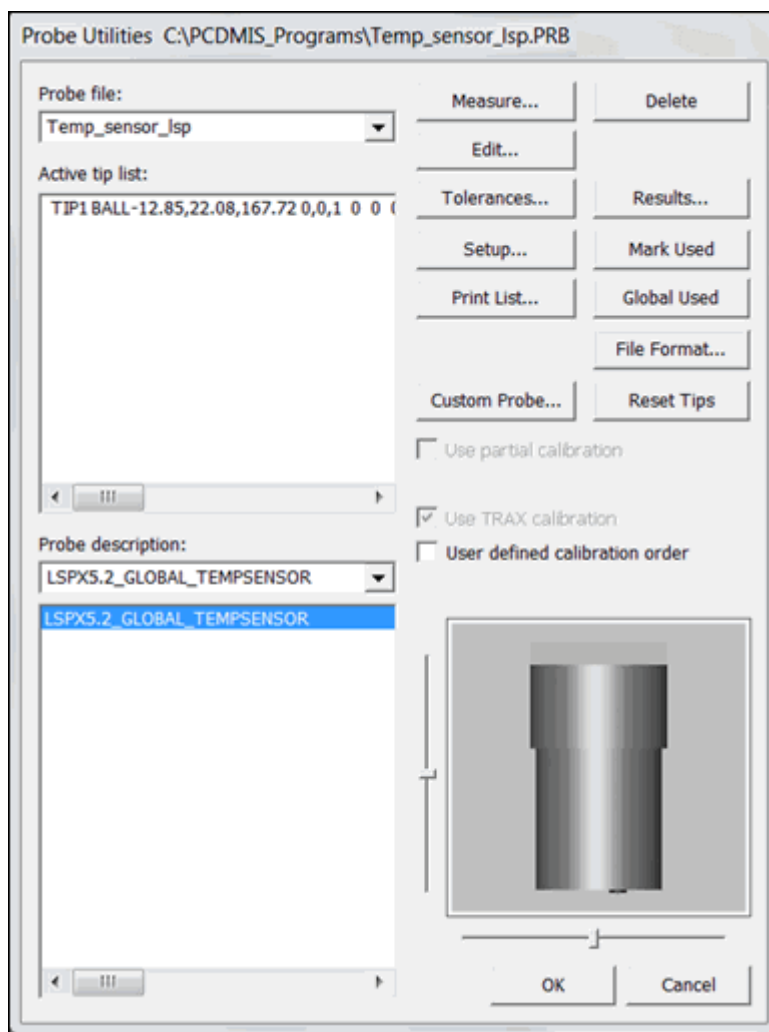 Probe Utilities C:\PCDMIS_Programs\Temp_sensor_lsp.PRB
Probe file:
Temp_sensor_lsp
Active tip list:
TIP1 BALL -12.85,22.08,167.72 0,0,1 0 0
Probe description:
LSPX5.2_GLOBAL_TEMPSENSOR
LSPX5.2_GLOBAL_TEMPSENSOR
Measure...
Delete
Edit...
Tolerances...
Results...
Setup...
Mark Used
Print List...
Global Used
File Format...
Custom Probe...
Reset Tips
Use partial calibration
Use TRAX calibration
User defined calibration order
OK
Cancel